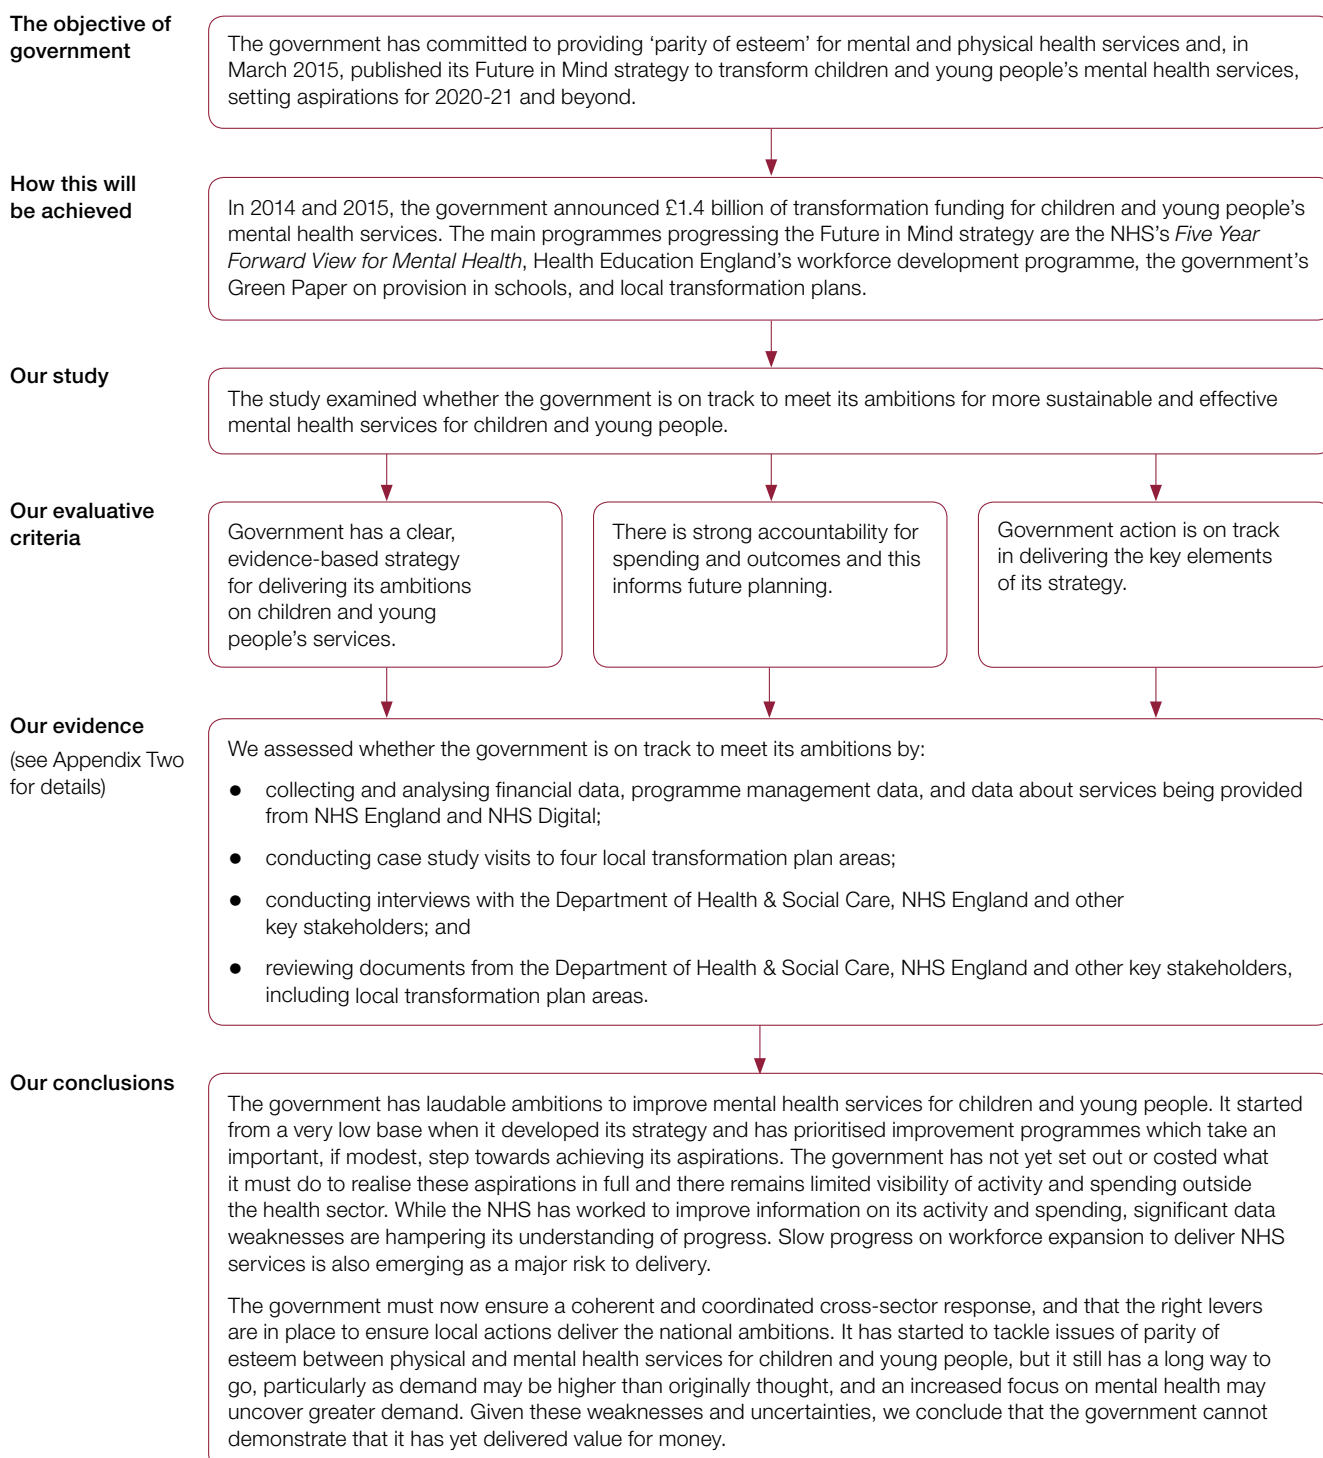 The objective of
government
The government has committed to providing ‘parity of esteem’ for mental and physical health services and, in
March 2015, published its Future in Mind strategy to transform children and young people’s mental health services,
setting aspirations for 2020-21 and beyond.
How this will
be achieved
In 2014 and 2015, the government announced £1.4 billion of transformation funding for children and young people’s
mental health services. The main programmes progressing the Future in Mind strategy are the NHS’s Five Year
Forward View for Mental Health, Health Education England’s workforce development programme, the government’s
Green Paper on provision in schools, and local transformation plans.
Our study
The study examined whether the government is on track to meet its ambitions for more sustainable and effective
mental health services for children and young people.
Our evaluative
criteria
Government has a clear,
evidence-based strategy
for delivering its ambitions
on children and young
people’s services.
There is strong accountability for
spending and outcomes and this
informs future planning.
Government action is on track
in delivering the key elements
of its strategy.
Our evidence
(see Appendix Two
for details)
We assessed whether the government is on track to meet its ambitions by:
● collecting and analysing financial data, programme management data, and data about services being provided
from NHS England and NHS Digital;
● conducting case study visits to four local transformation plan areas;
● conducting interviews with the Department of Health & Social Care, NHS England and other
key stakeholders; and
● reviewing documents from the Department of Health & Social Care, NHS England and other key stakeholders,
including local transformation plan areas.
Our conclusions
The government has laudable ambitions to improve mental health services for children and young people. It started
from a very low base when it developed its strategy and has prioritised improvement programmes which take an
important, if modest, step towards achieving its aspirations. The government has not yet set out or costed what
it must do to realise these aspirations in full and there remains limited visibility of activity and spending outside
the health sector. While the NHS has worked to improve information on its activity and spending, significant data
weaknesses are hampering its understanding of progress. Slow progress on workforce expansion to deliver NHS
services is also emerging as a major risk to delivery.
The government must now ensure a coherent and coordinated cross-sector response, and that the right levers
are in place to ensure local actions deliver the national ambitions. It has started to tackle issues of parity of
esteem between physical and mental health services for children and young people, but it still has a long way to
go, particularly as demand may be higher than originally thought, and an increased focus on mental health may
uncover greater demand. Given these weaknesses and uncertainties, we conclude that the government cannot
demonstrate that it has yet delivered value for money.